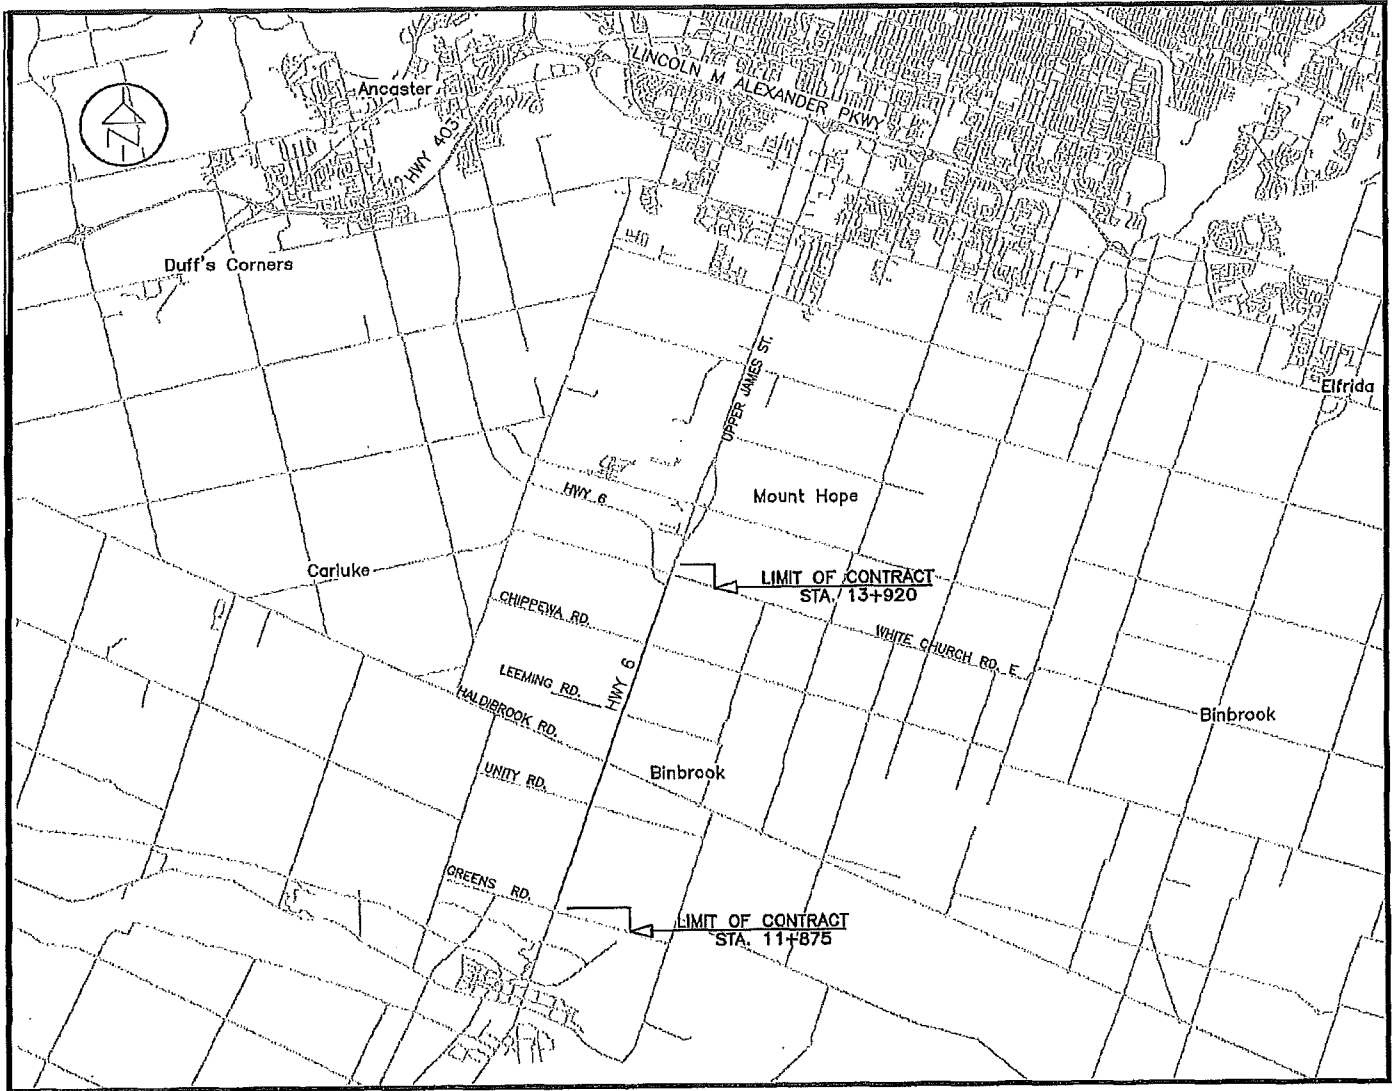 LINCOLN M ALEXANDER PKWY
Ancaster
HWY 403
N
Duff's Corners
UPPER JAMES ST.
Elfrida
HWY 6
Mount Hope
Carluke
LIMIT OF CONTRACT
STA. 13+920
CHIPPEWA RD.
WHITE CHURCH RD. E.
LEEMING RD.
HWY 6
HALDIBROOK RD.
Binbrook
UNITY RD.
Binbrook
GREENS RD.
LIMIT OF CONTRACT
STA. 11+875